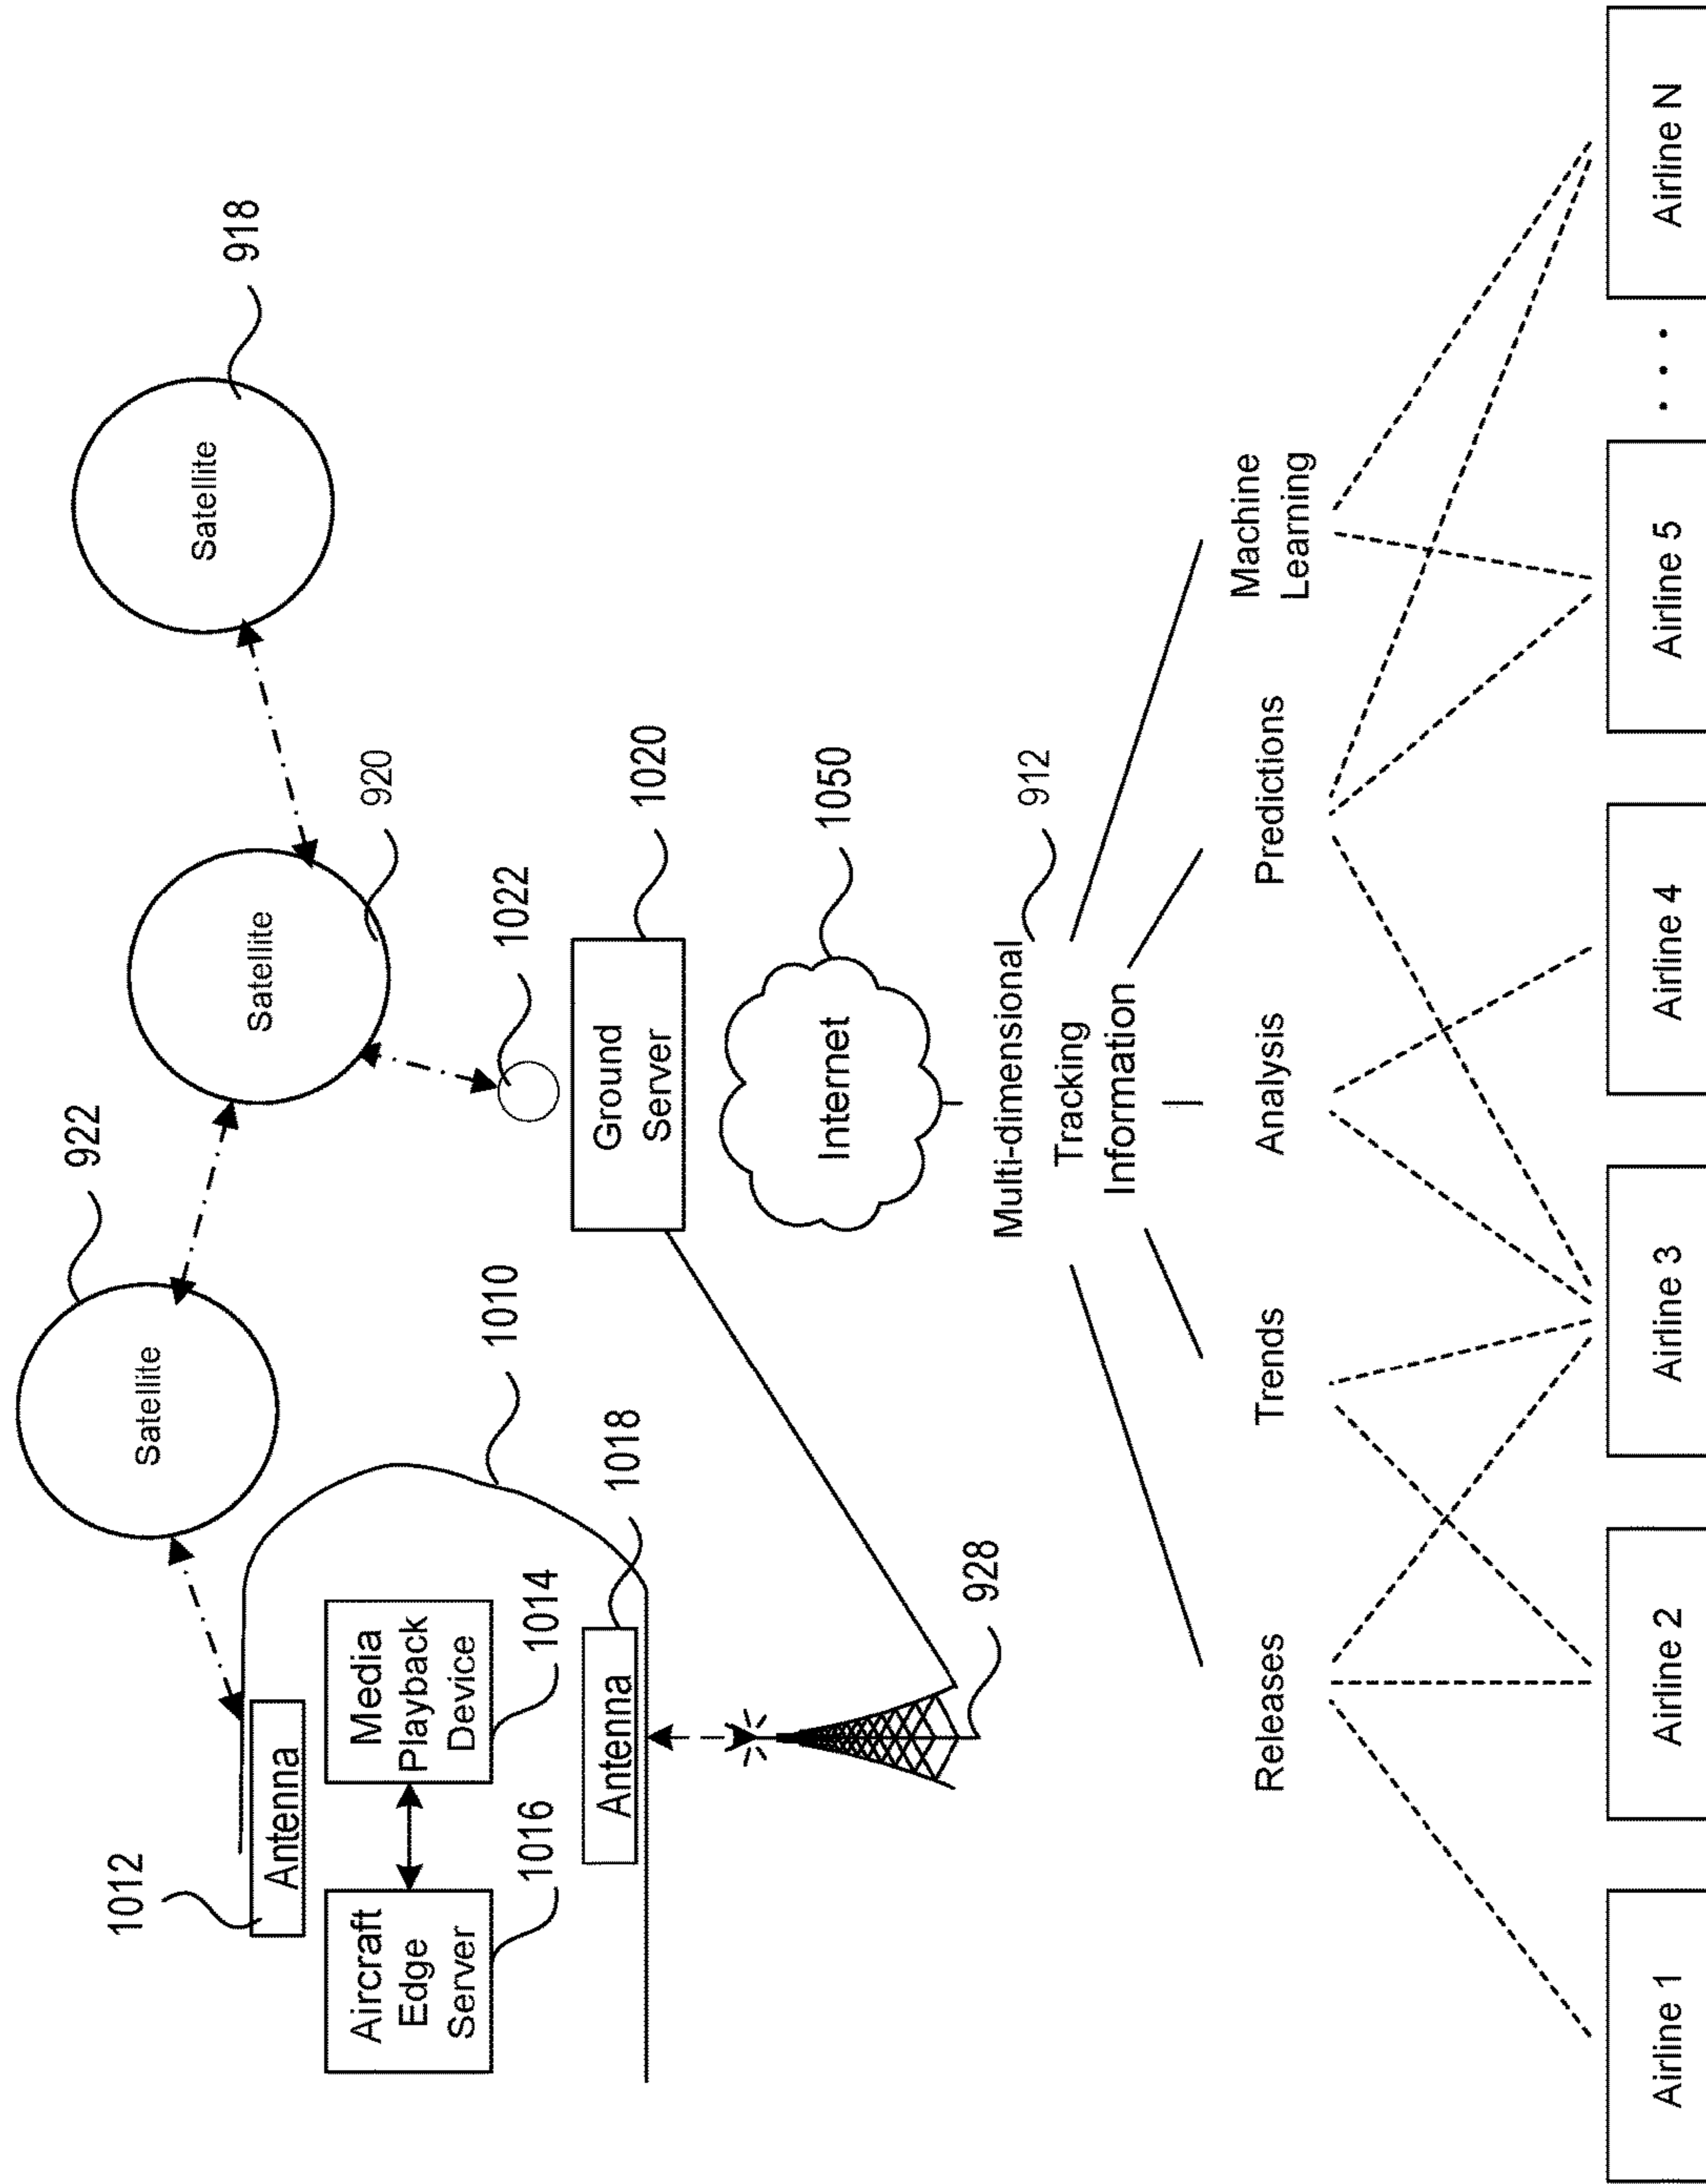 922
Satellite
920
Satellite
918
Satellite
1012
Antenna
Aircraft
Edge
Server
1016
Media
Playback
Device
1014
1010
Antenna
1018
928
1022
Ground
Server
1020
Internet
1050
Multi-dimensional
Tracking
Information
912
Releases
Trends
Analysis
Predictions
Machine
Learning
Airline 1
Airline 2
Airline 3
Airline 4
Airline 5
. . .
Airline N